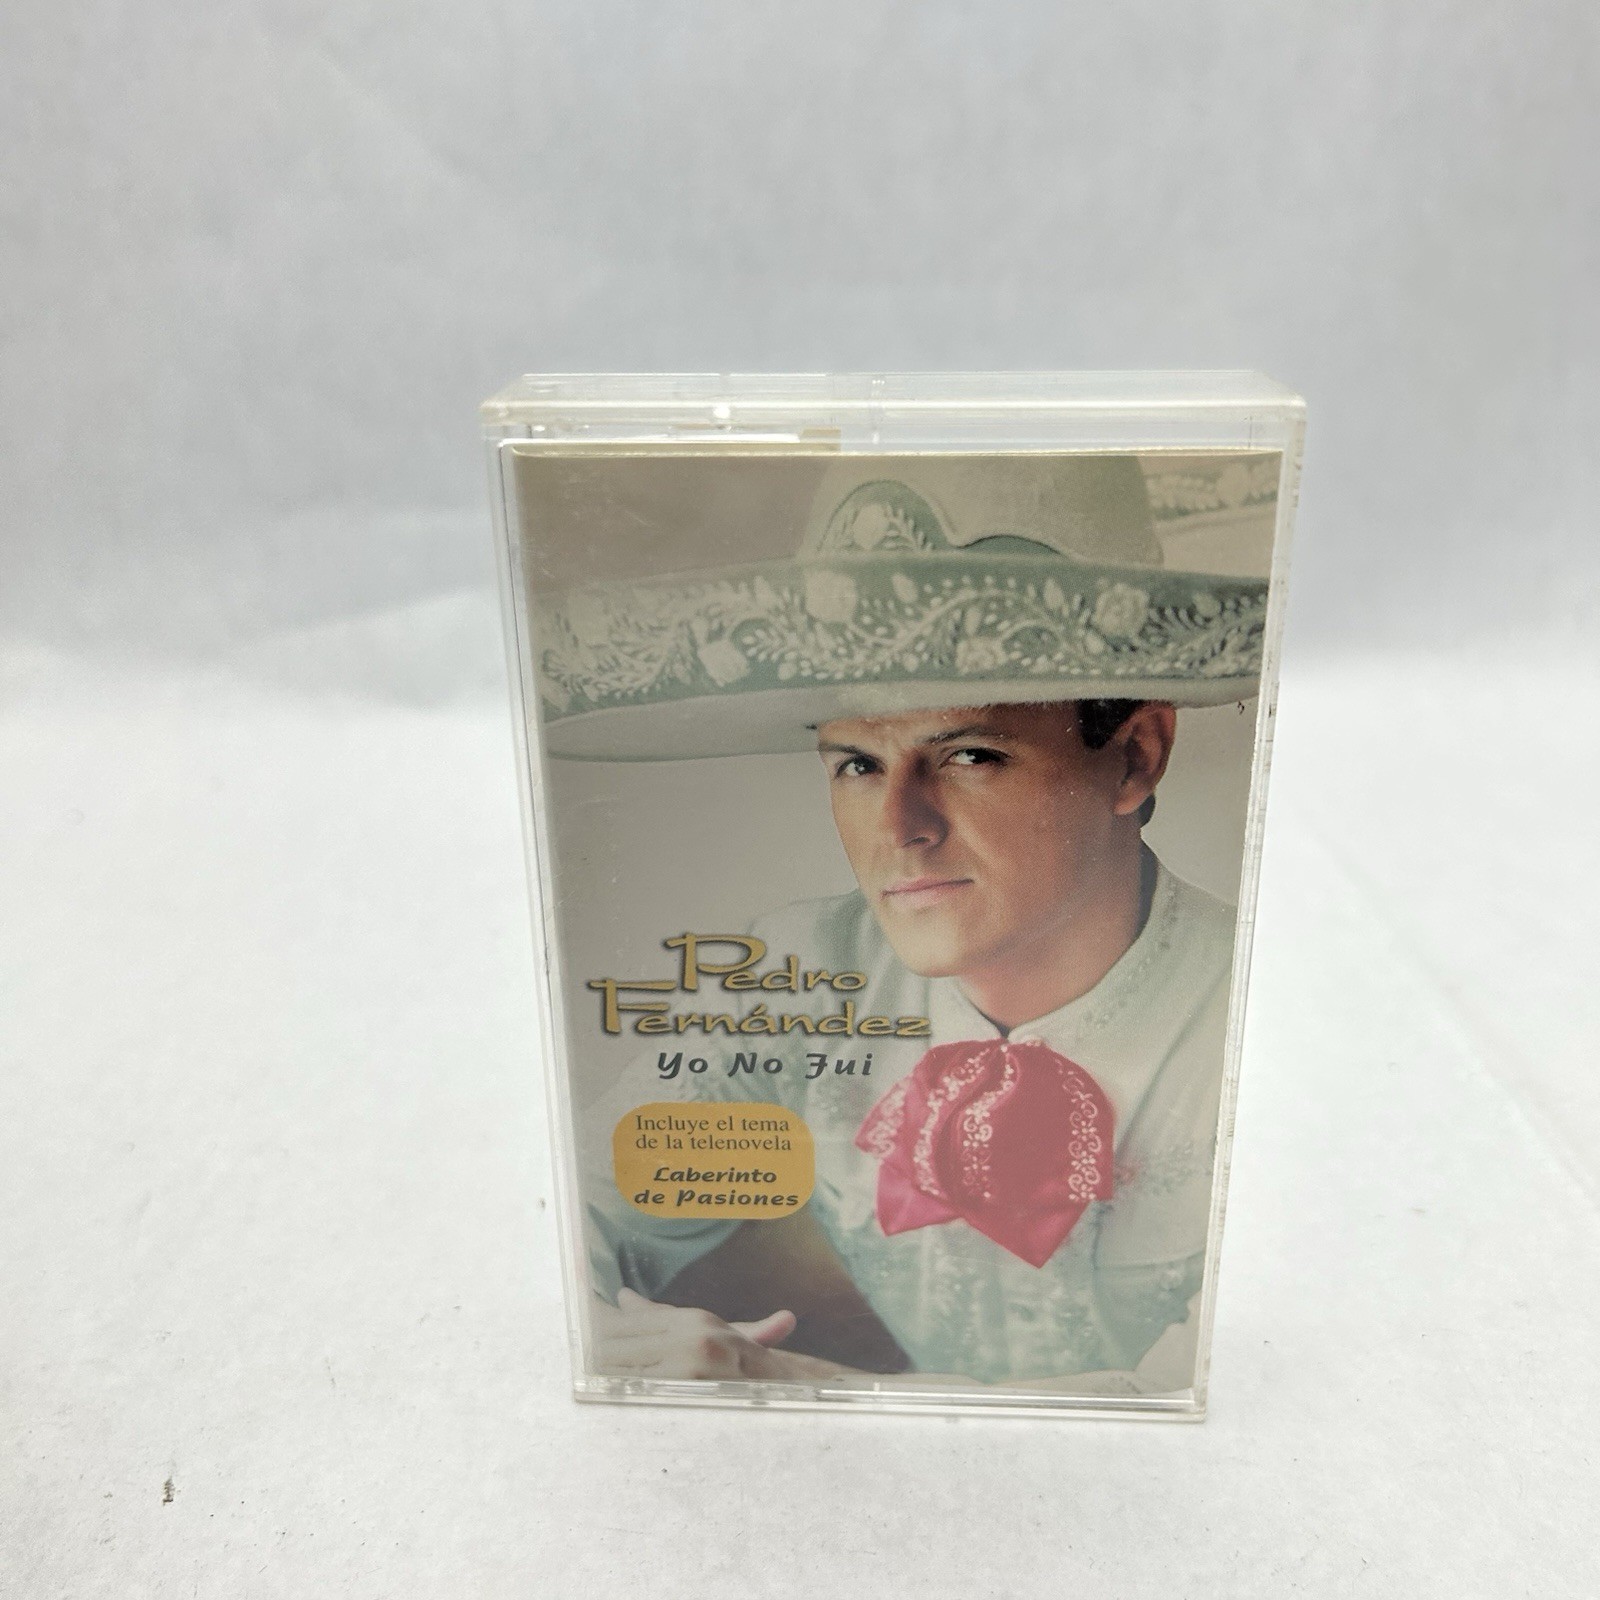 Pedro
Fernández
Yo No Fui
Incluye el tema
de la telenovela
Laberinto
de Pasiones